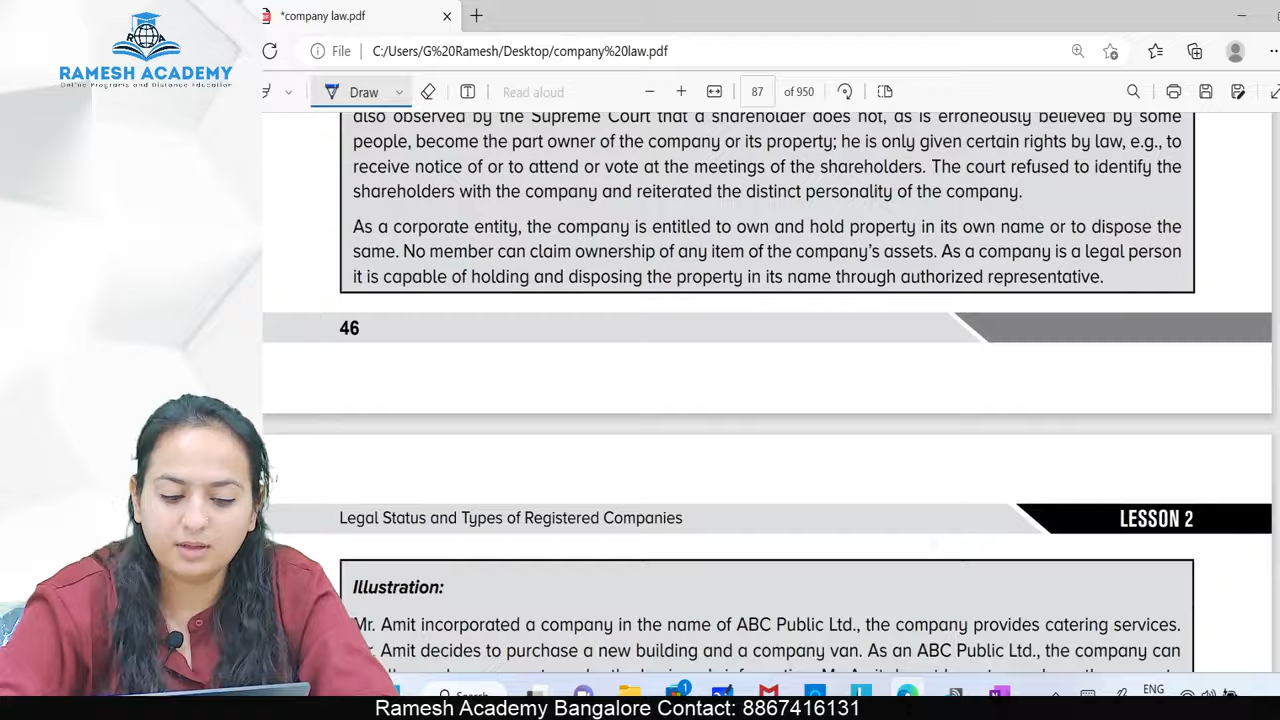 RAMESH ACADEMY
Online Programs and Distance Education
*company law.pdf
File C:/Users/G%20Ramesh/Desktop/company%20law.pdf
Draw Read aloud 87 of 950
also observed by the Supreme Court that a shareholder does not, as is erroneously believed by some
people, become the part owner of the company or its property; he is only given certain rights by law, e.g., to
receive notice of or to attend or vote at the meetings of the shareholders. The court refused to identify the
shareholders with the company and reiterated the distinct personality of the company.
As a corporate entity, the company is entitled to own and hold property in its own name or to dispose the
same. No member can claim ownership of any item of the company's assets. As a company is a legal person
it is capable of holding and disposing the property in its name through authorized representative.
46
Legal Status and Types of Registered Companies LESSON 2
Illustration:
Mr. Amit incorporated a company in the name of ABC Public Ltd., the company provides catering services.
Amit decides to purchase a new building and a company van. As an ABC Public Ltd., the company can
Search
ENG
Ramesh Academy Bangalore Contact: 8867416131